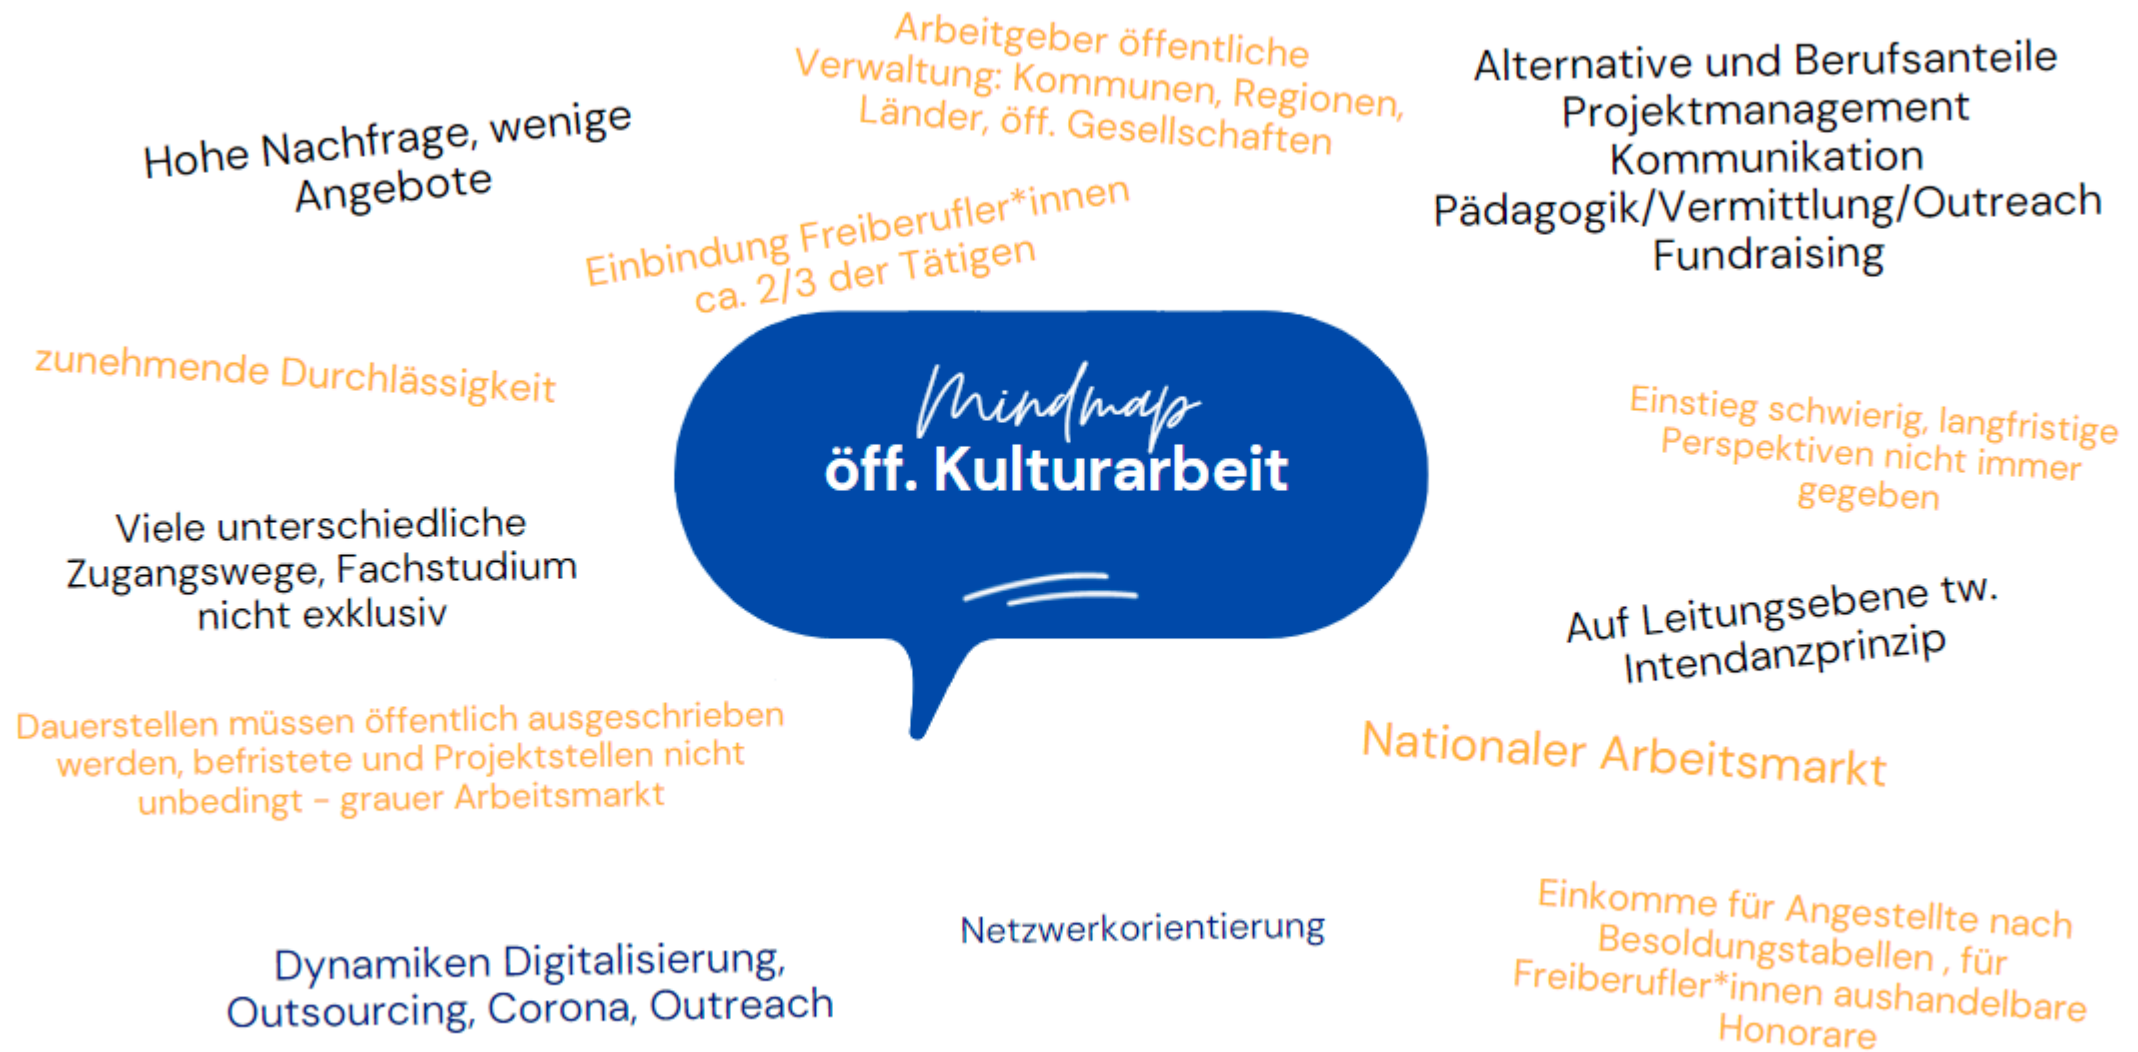 Arbeitgeber öffentliche
Verwaltung: Kommunen, Regionen,
Länder, öff. Gesellschaften
Alternative und Berufsanteile
Projektmanagement
Kommunikation
Pädagogik/Vermittlung/Outreach
Fundraising
Hohe Nachfrage, wenige
Angebote
Einbindung Freiberufler*innen
ca. 2/3 der Tätigen
zunehmende Durchlässigkeit
Mindmap
öff. Kulturarbeit
Einstieg schwierig, langfristige
Perspektiven nicht immer
gegeben
Viele unterschiedliche
Zugangswege, Fachstudium
nicht exklusiv
Auf Leitungsebene tw.
Intendanzprinzip
Dauerstellen müssen öffentlich ausgeschrieben
werden, befristete und Projektstellen nicht
unbedingt - grauer Arbeitsmarkt
Nationaler Arbeitsmarkt
Dynamiken Digitalisierung,
Outsourcing, Corona, Outreach
Netzwerkorientierung
Einkomme für Angestellte nach
Besoldungstabellen , für
Freiberufler*innen aushandelbare
Honorare